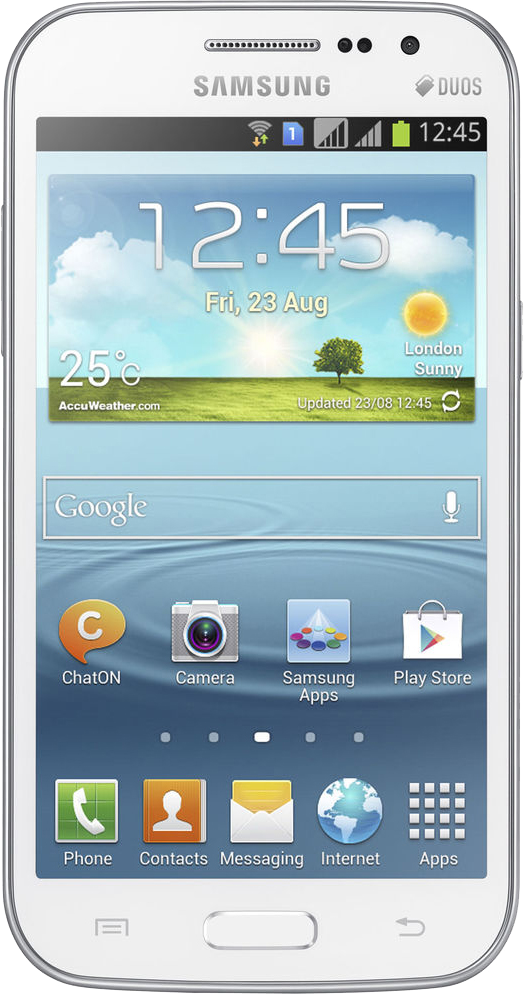 SAMSUNG
DUOS
1
12:45
12:45
Fri, 23 Aug
London
25°C
Sunny
AccuWeather.com
Updated 23/08 12:45
Google
C
ChatON
Camera
Samsung Apps
Play Store
Phone
Contacts
Messaging
Internet
Apps